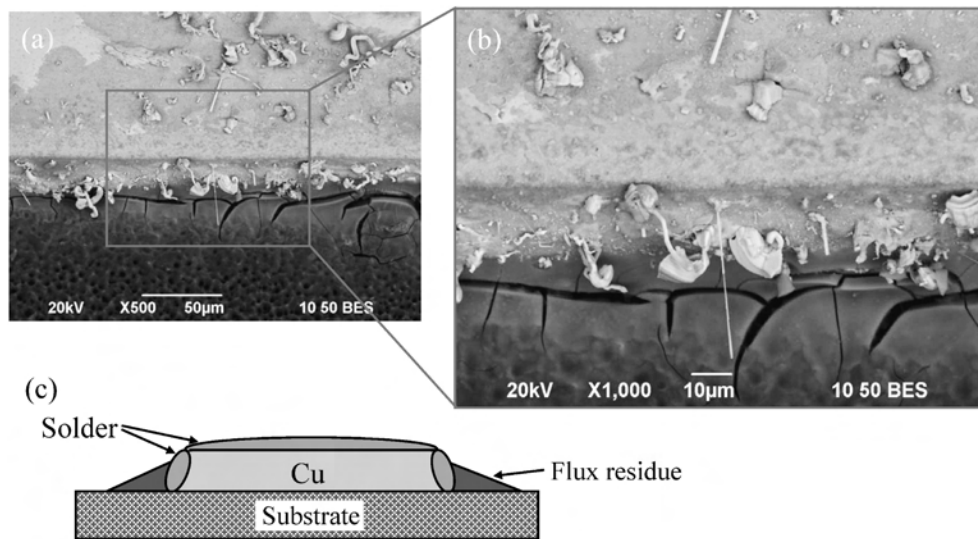 (a)
20kV X500 50µm 10 50 BES
(b)
20kV X1,000 10µm 10 50 BES
(c)
Solder
Cu
Flux residue
Substrate